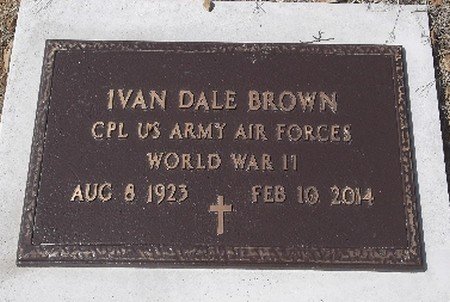 IVAN DALE BROWN
CPL US ARMY AIR FORCES
WORLD WAR II
AUG 8 1923 FEB 10 2014